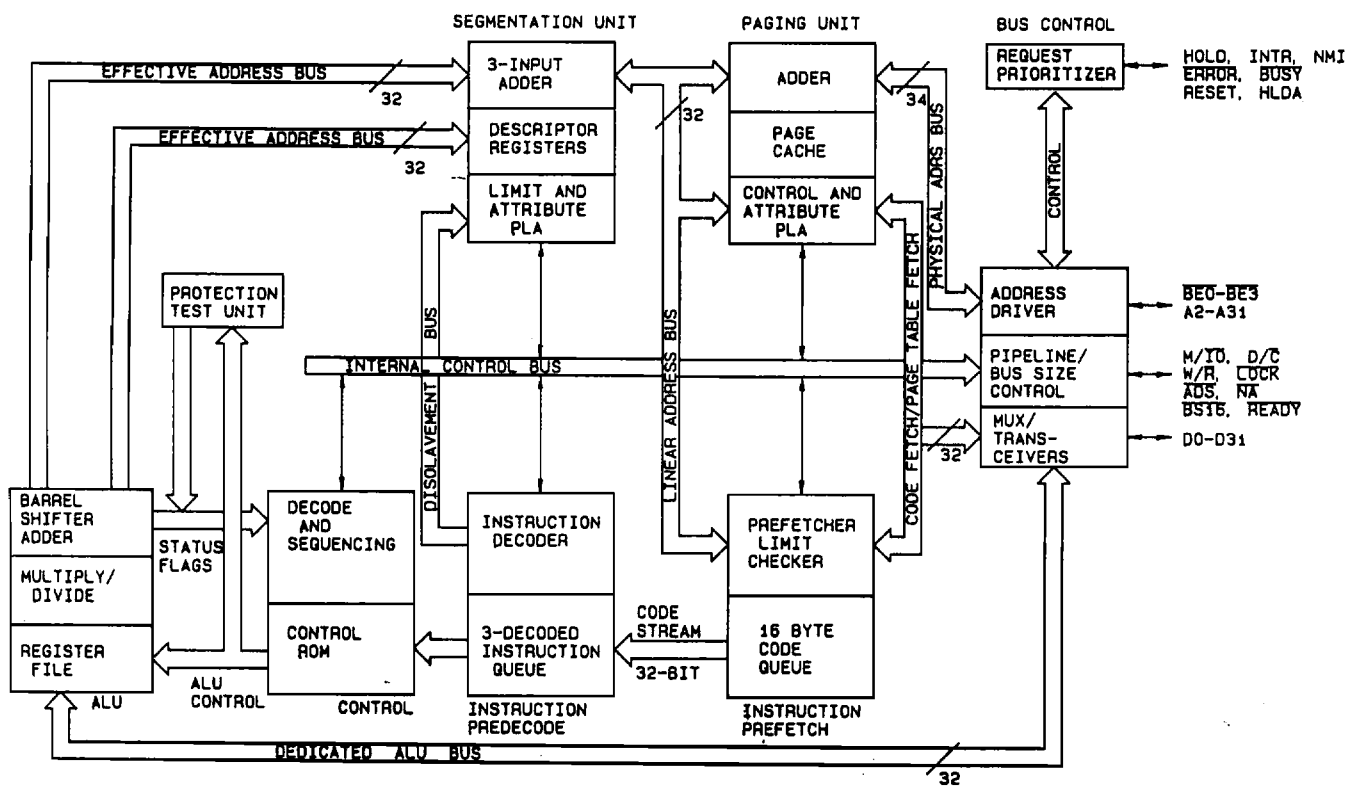 SEGMENTATION UNIT
PAGING UNIT
BUS CONTROL
3-INPUT
ADDER
DESCRIPTOR
REGISTERS
LIMIT AND
ATTRIBUTE
PLA
ADDER
PAGE
CACHE
CONTROL AND
ATTRIBUTE
PLA
REQUEST
PRIORITIZER
HOLD, INTR, NMI
ERROR, BUSY
RESET, HLDA
EFFECTIVE ADDRESS BUS
32
EFFECTIVE ADDRESS BUS
32
32
34
PHYSICAL ADRS BUS
CONTROL
PROTECTION
TEST UNIT
DISOLAVEMENT BUS
INTERNAL CONTROL BUS
LINEAR ADDRESS BUS
CODE FETCH/PAGE TABLE FETCH
ADDRESS
DRIVER
PIPELINE/
BUS SIZE
CONTROL
MUX/
TRANS-
CEIVERS
BE0-BE3
A2-A31
M/IO, D/C
W/R, LOCK
ADS, NA
BS16, READY
D0-D31
32
BARREL
SHIFTER
ADDER
MULTIPLY/
DIVIDE
REGISTER
FILE
ALU
STATUS
FLAGS
ALU
CONTROL
DECODE
AND
SEQUENCING
CONTROL
ROM
CONTROL
INSTRUCTION
DECODER
3-DECODED
INSTRUCTION
QUEUE
INSTRUCTION
PREDECODE
CODE
STREAM
32-BIT
PREFETCHER
LIMIT
CHECKER
16 BYTE
CODE
QUEUE
INSTRUCTION
PREFETCH
DEDICATED ALU BUS
32